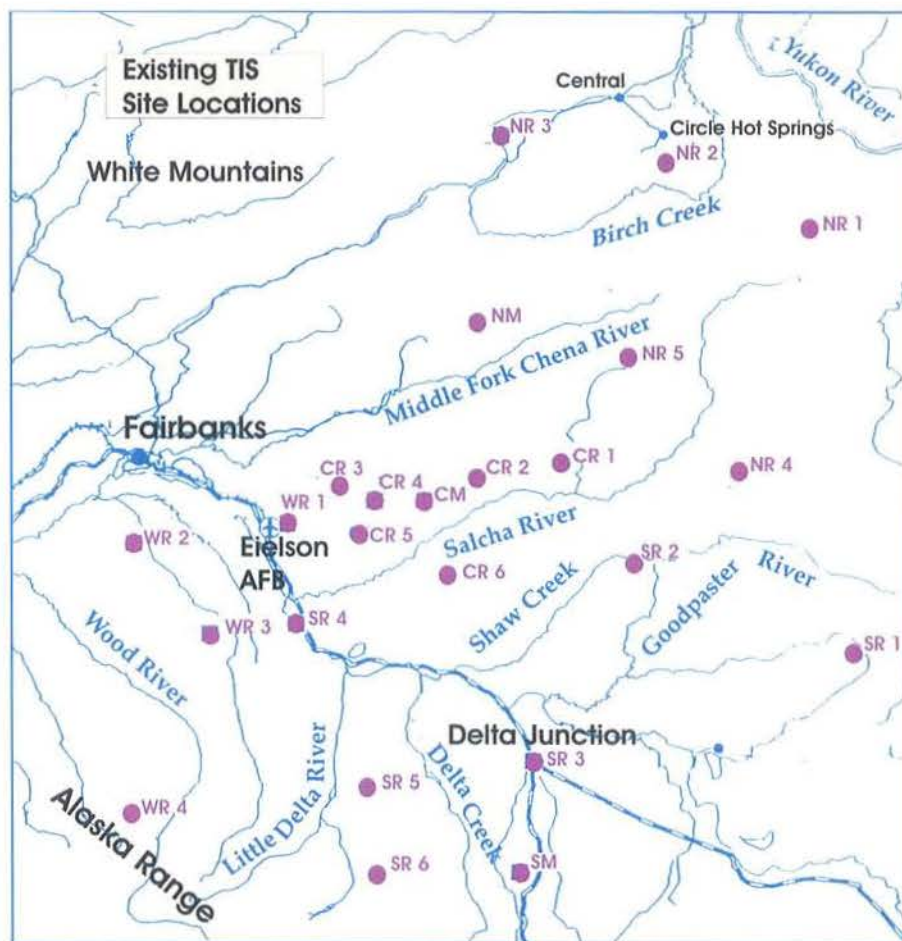 Existing TIS
Site Locations
Yukon River
Central
Circle Hot Springs
NR 3
NR 2
White Mountains
Birch Creek
NR 1
NM
Middle Fork Chena River
NR 5
Fairbanks
CR 3
CR 4
CM
CR 2
CR 1
NR 4
WR 1
WR 2
CR 5
Salcha River
Eielson
AFB
CR 6
SR 2
Shaw Creek
Goodpaster River
Wood River
WR 3
SR 4
SR 1
Delta Junction
SR 3
Little Delta River
SR 5
Delta Creek
WR 4
Alaska Range
SR 6
SM